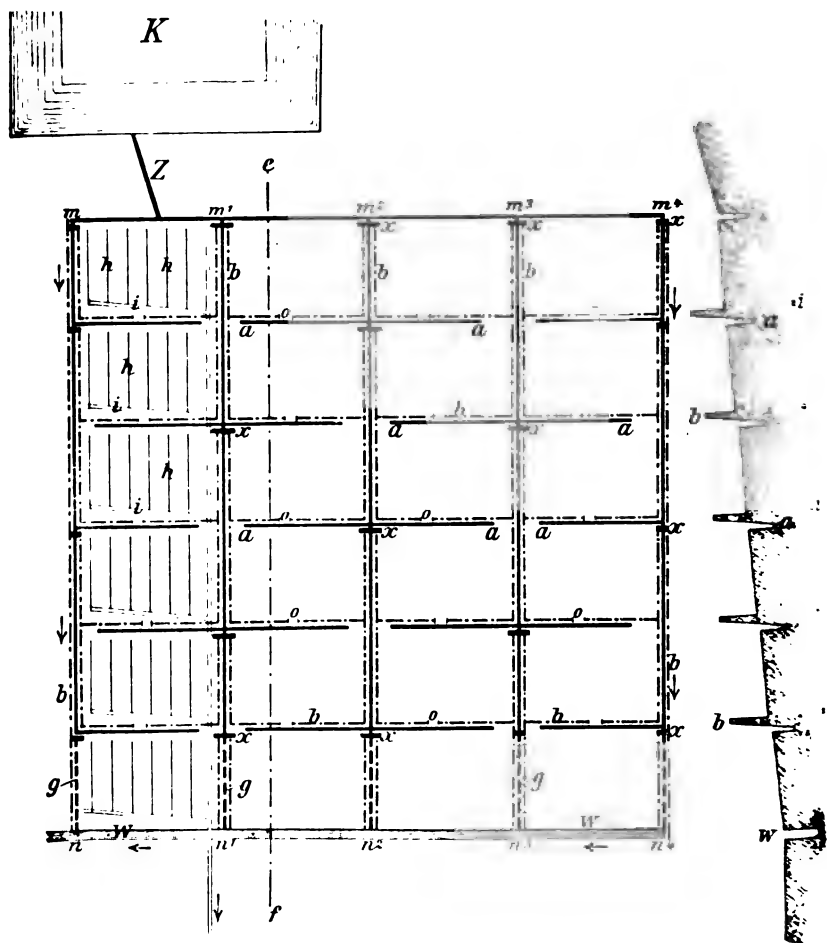 K
Z c
m m¹ m² m³ m⁴
x x x
h h b b b
i o
a a i a
h
i b b
x a x a
h
i o o
a x a a x a
o o
b b
b o b b
x x x
g g g
W W W
n n¹ n² n³ n⁴
f